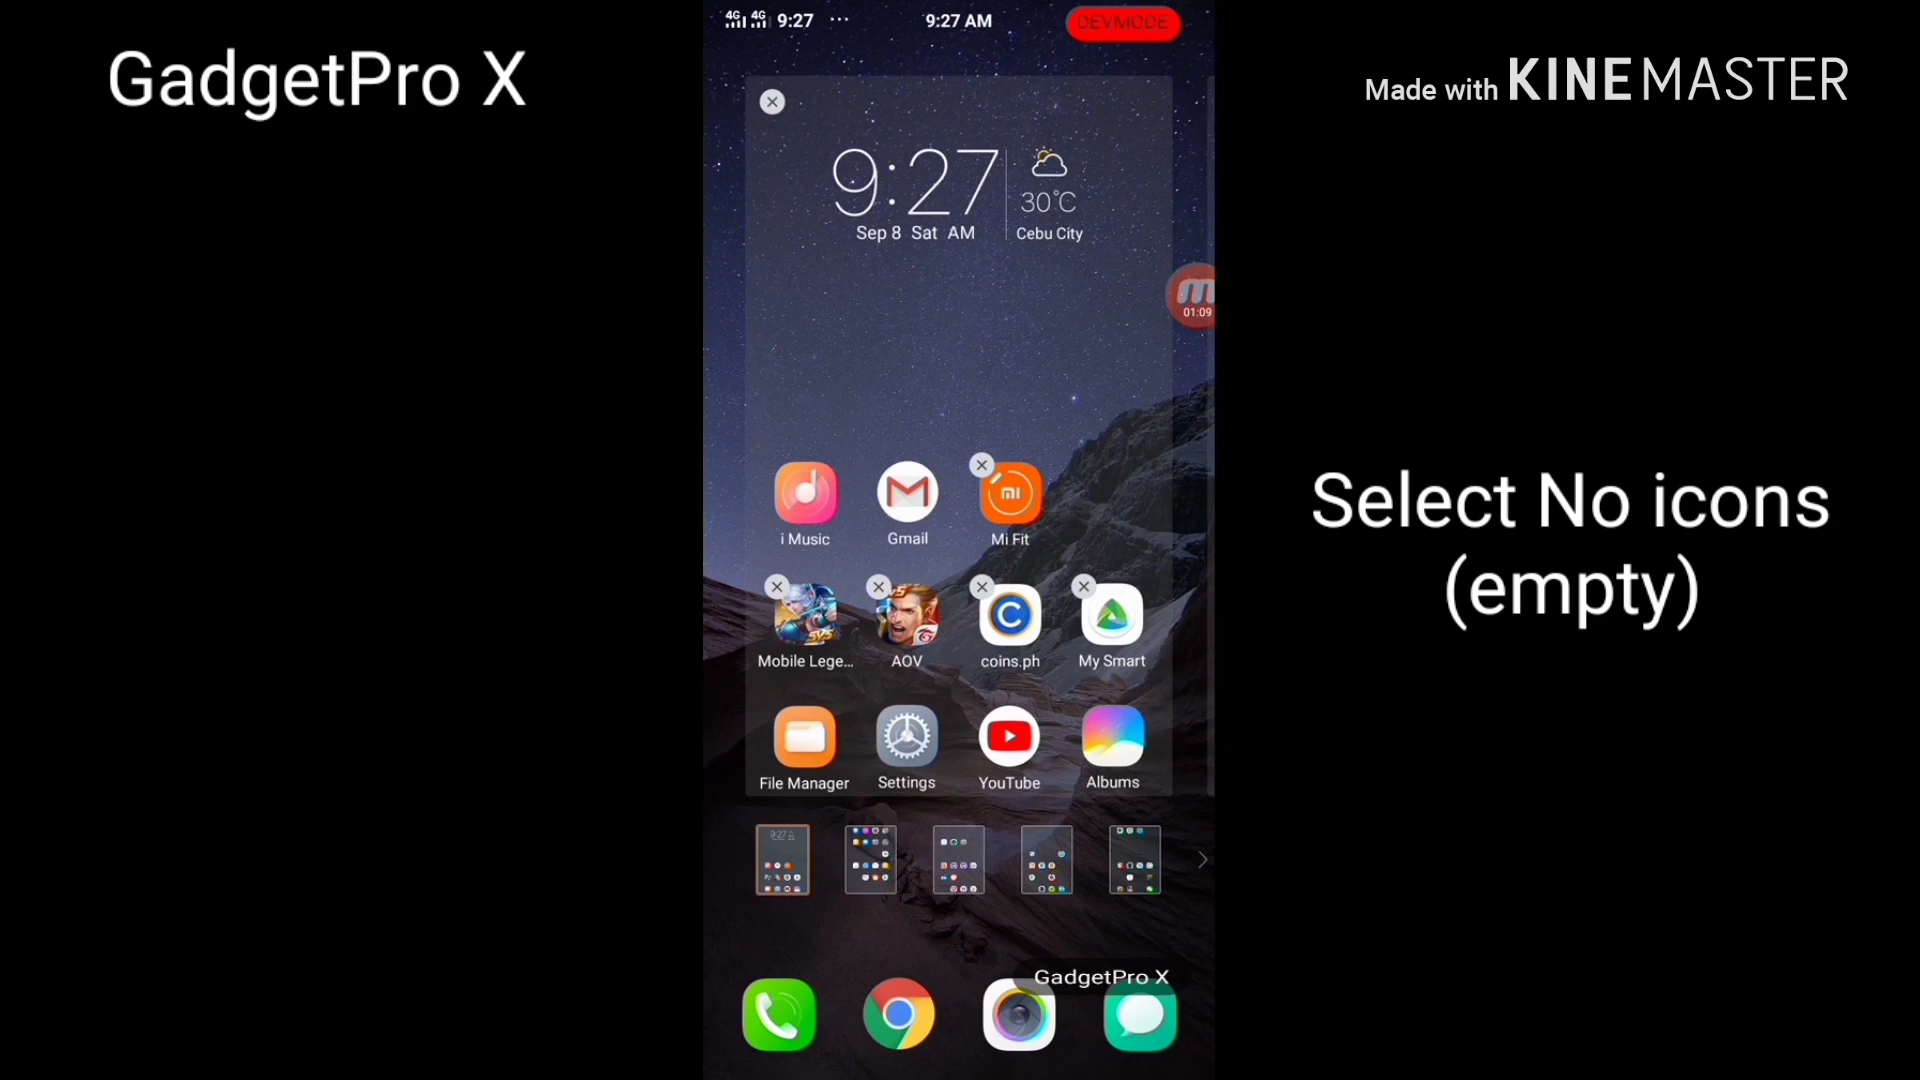 GadgetPro X
Made with KINEMASTER
4G 4G 9:27 ...
9:27 AM
DEVMODE
9:27
30°C
Sep 8 Sat AM
Cebu City
m
01:09
i Music
Gmail
Mi Fit
Mobile Lege...
AOV
coins.ph
My Smart
File Manager
Settings
YouTube
Albums
Select No icons
(empty)
GadgetPro X